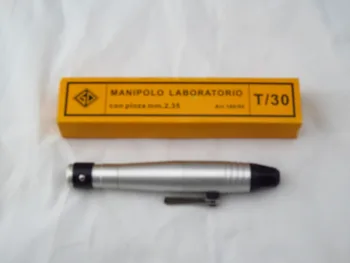 MANIPOLO LABORATORIO
con pinza mm. 2,35
T/30